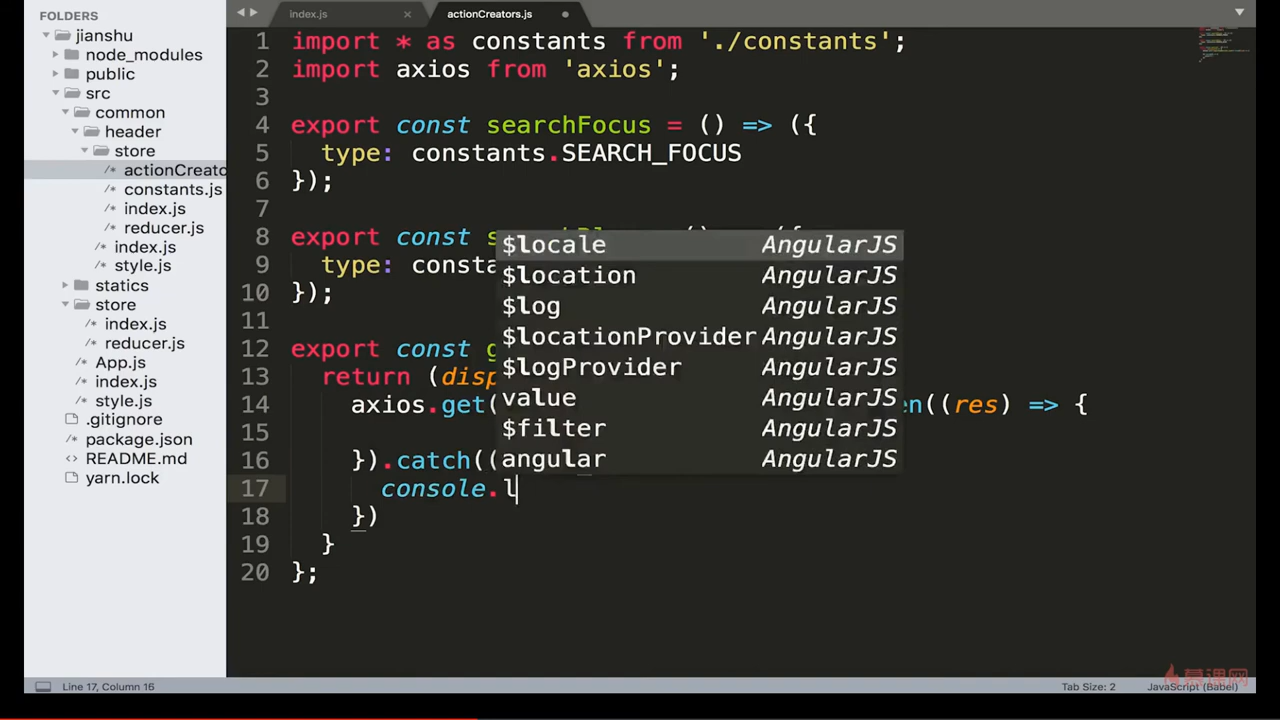 FOLDERS
jianshu
node_modules
public
src
common
header
store
actionCreato
constants.js
index.js
reducer.js
index.js
style.js
statics
store
index.js
reducer.js
App.js
index.js
style.js
.gitignore
package.json
README.md
yarn.lock
index.js
actionCreators.js
1 import * as constants from './constants';
2 import axios from 'axios';
3
4 export const searchFocus = () => ({
5 type: constants.SEARCH_FOCUS
6 });
7
8 export const
9 type: consta
10 });
11
12 export const g
13 return (disp
14 axios.get( en((res) => {
15
16 }).catch((
17 console.l
18 })
19 }
20 };
$locale AngularJS
$location AngularJS
$log AngularJS
$locationProvider AngularJS
$logProvider AngularJS
value AngularJS
$filter AngularJS
angular AngularJS
Line 17, Column 16
Tab Size: 2
JavaScript (Babel)
慕课网